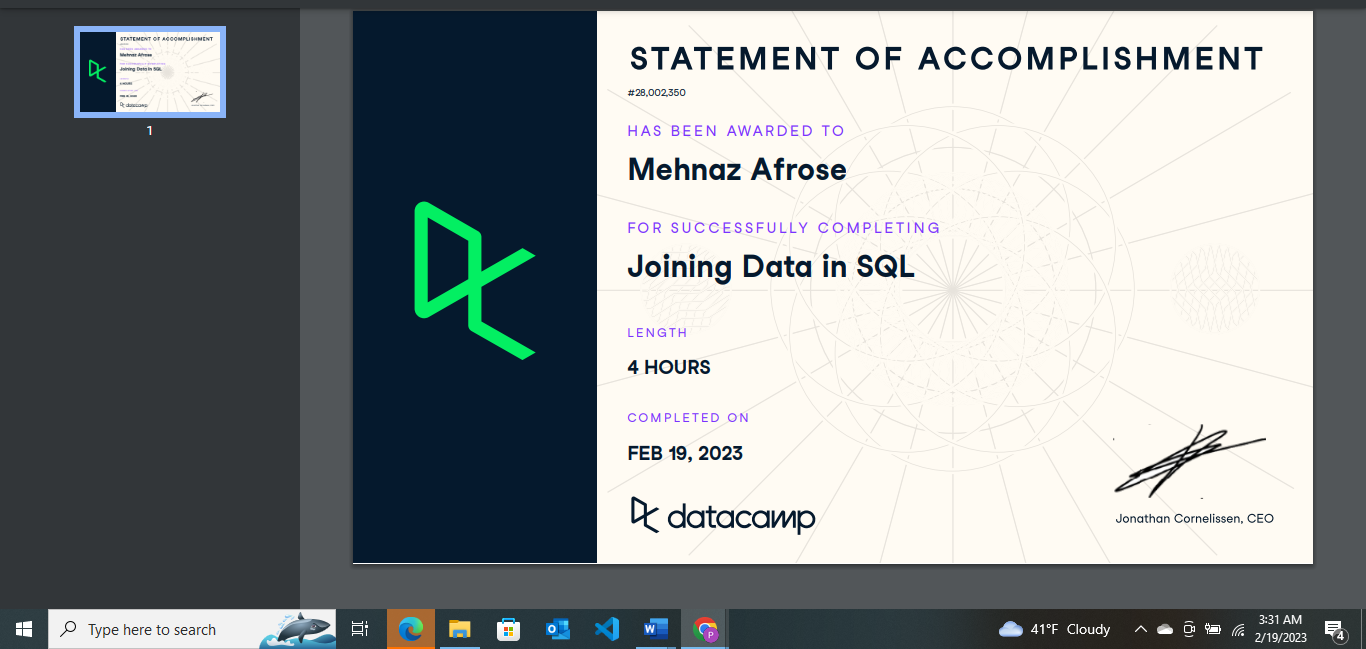 STATEMENT OF ACCOMPLISHMENT
#28,002,350
HAS BEEN AWARDED TO
Mehnaz Afrose
FOR SUCCESSFULLY COMPLETING
Joining Data in SQL
LENGTH
4 HOURS
COMPLETED ON
FEB 19, 2023
datacamp
Jonathan Cornelissen, CEO
1
Type here to search
41°F Cloudy
3:31 AM
2/19/2023
4